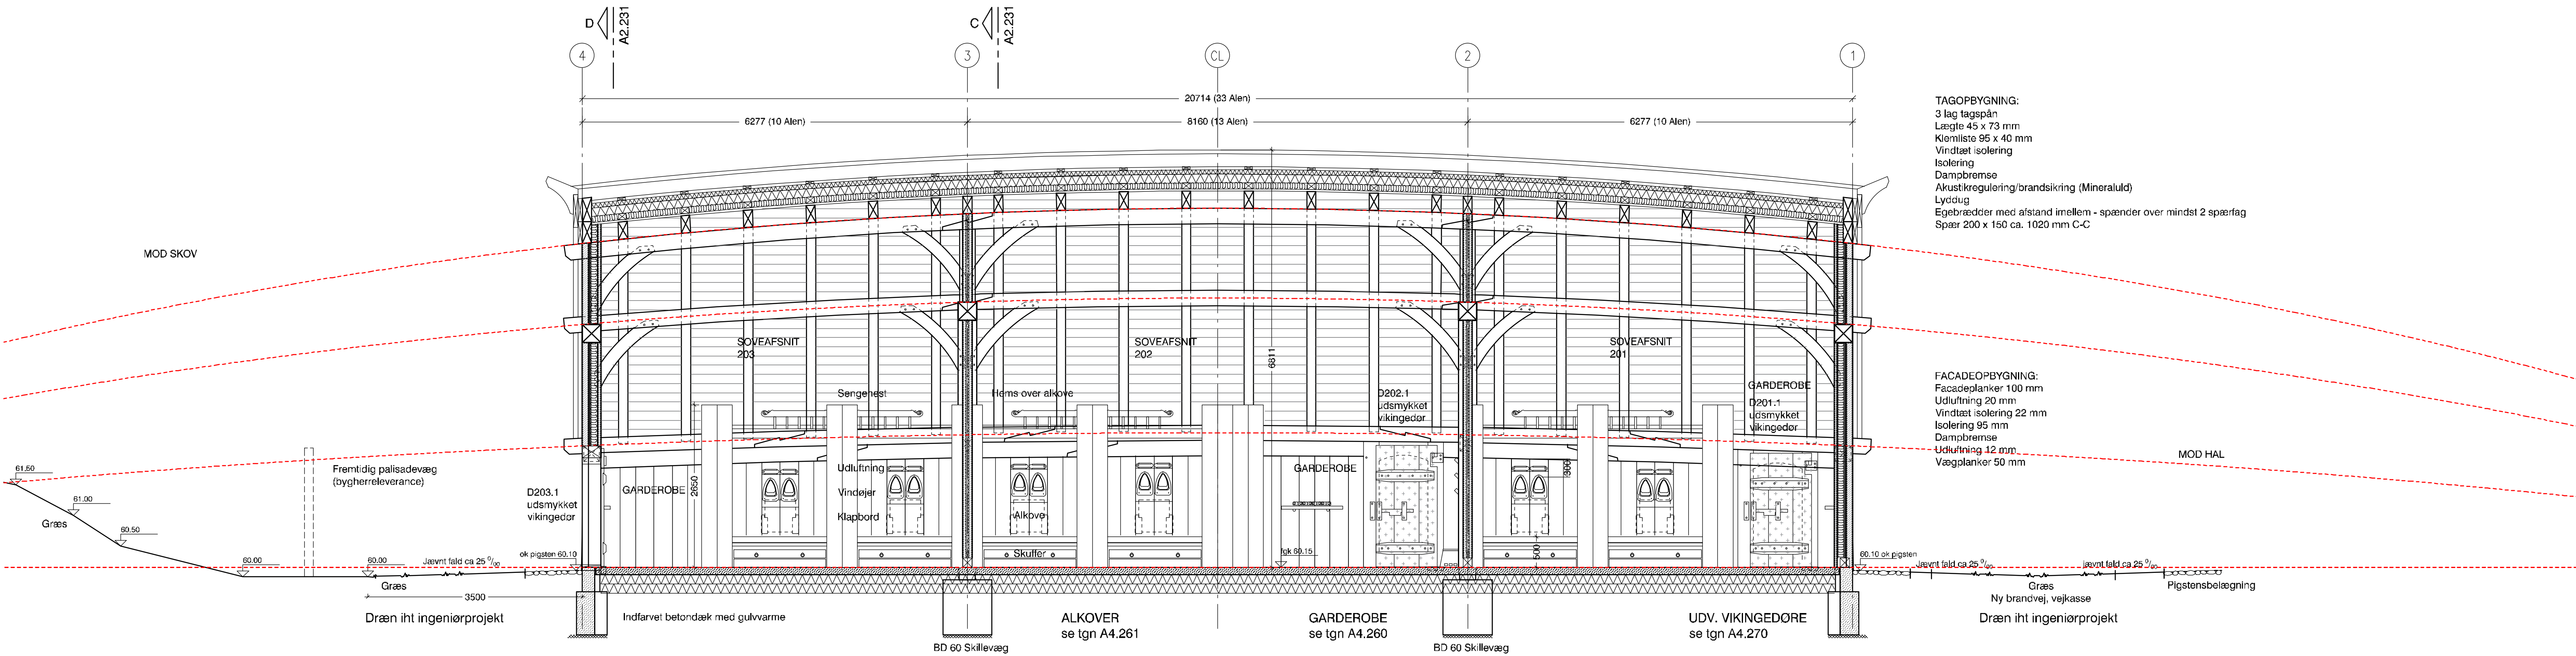 D
A2.231
C
A2.231
4
3
CL
2
1
20714 (33 Alen)
6277 (10 Alen)
8160 (13 Alen)
6277 (10 Alen)
TAGOPBYGNING:
3 lag tagspån
Lægte 45 x 73 mm
Klemliste 95 x 40 mm
Vindtæt isolering
Isolering
Dampbremse
Akustikregulering/brandsikring (Mineraluld)
Lyddug
Egebrædder med afstand imellem - spænder over mindst 2 spærfag
Spær 200 x 150 ca. 1020 mm C-C
MOD SKOV
SOVEAFSNIT
203
SOVEAFSNIT
202
6811
SOVEAFSNIT
201
Sengehest
Hems over alkove
D202.1
udsmykket
vikingedør
GARDEROBE
D201.1
udsmykket
vikingedør
FACADEOPBYGNING:
Facadeplanker 100 mm
Udluftning 20 mm
Vindtæt isolering 22 mm
Isolering 95 mm
Dampbremse
Udluftning 12 mm
Vægplanker 50 mm
MOD HAL
61.60
61.00
Græs
60.50
60.00
Fremtidig palisadevæg
(bygherreleverance)
60.00
Jævnt fald ca 25 0/00
Græs
3500
D203.1
udsmykket
vikingedør
ok pigsten 60.10
GARDEROBE
2650
Udluftning
Vindøjer
Klapbord
Alkove
Skuffer
GARDEROBE
fgk 60.15
300
500
60.10 ok pigsten
Jævnt fald ca 25 0/00
jævnt fald ca 25 0/00
Græs
Ny brandvej, vejkasse
Pigstensbelægning
Dræn iht ingeniørprojekt
Indfarvet betondæk med gulvvarme
BD 60 Skillevæg
ALKOVER
se tgn A4.261
GARDEROBE
se tgn A4.260
BD 60 Skillevæg
UDV. VIKINGEDØRE
se tgn A4.270
Dræn iht ingeniørprojekt